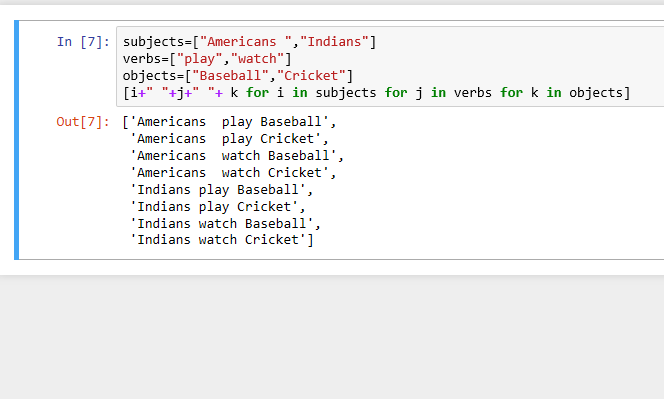 In [7]: subjects=["Americans ","Indians"]
verbs=["play","watch"]
objects=["Baseball","Cricket"]
[i+" "+j+" "+ k for i in subjects for j in verbs for k in objects]
Out[7]: ['Americans  play Baseball',
'Americans  play Cricket',
'Americans  watch Baseball',
'Americans  watch Cricket',
'Indians play Baseball',
'Indians play Cricket',
'Indians watch Baseball',
'Indians watch Cricket']